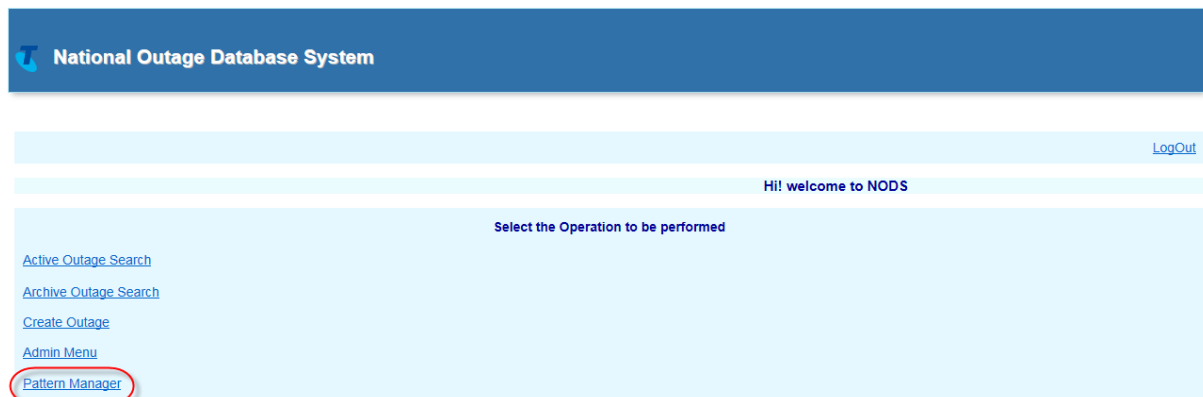 National Outage Database System
LogOut
Hi! welcome to NODS
Select the Operation to be performed
Active Outage Search
Archive Outage Search
Create Outage
Admin Menu
Pattern Manager